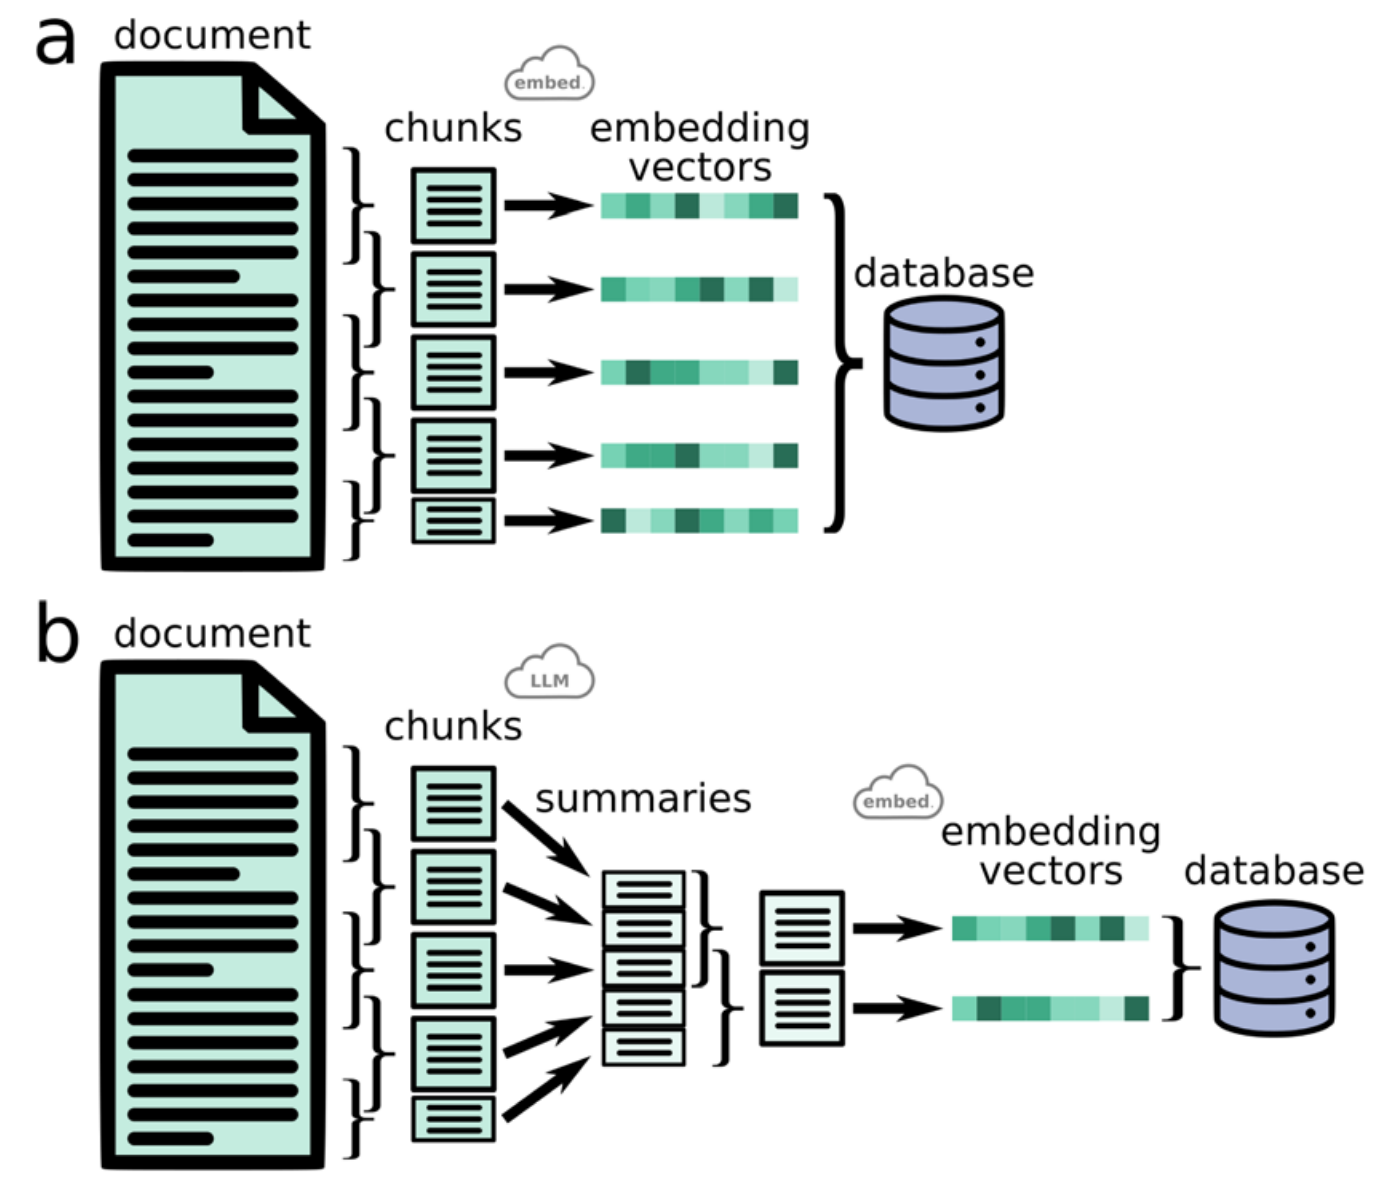 a
document
embed.
chunks
embedding
vectors
database
b
document
LLM
chunks
summaries
embed.
embedding
vectors
database